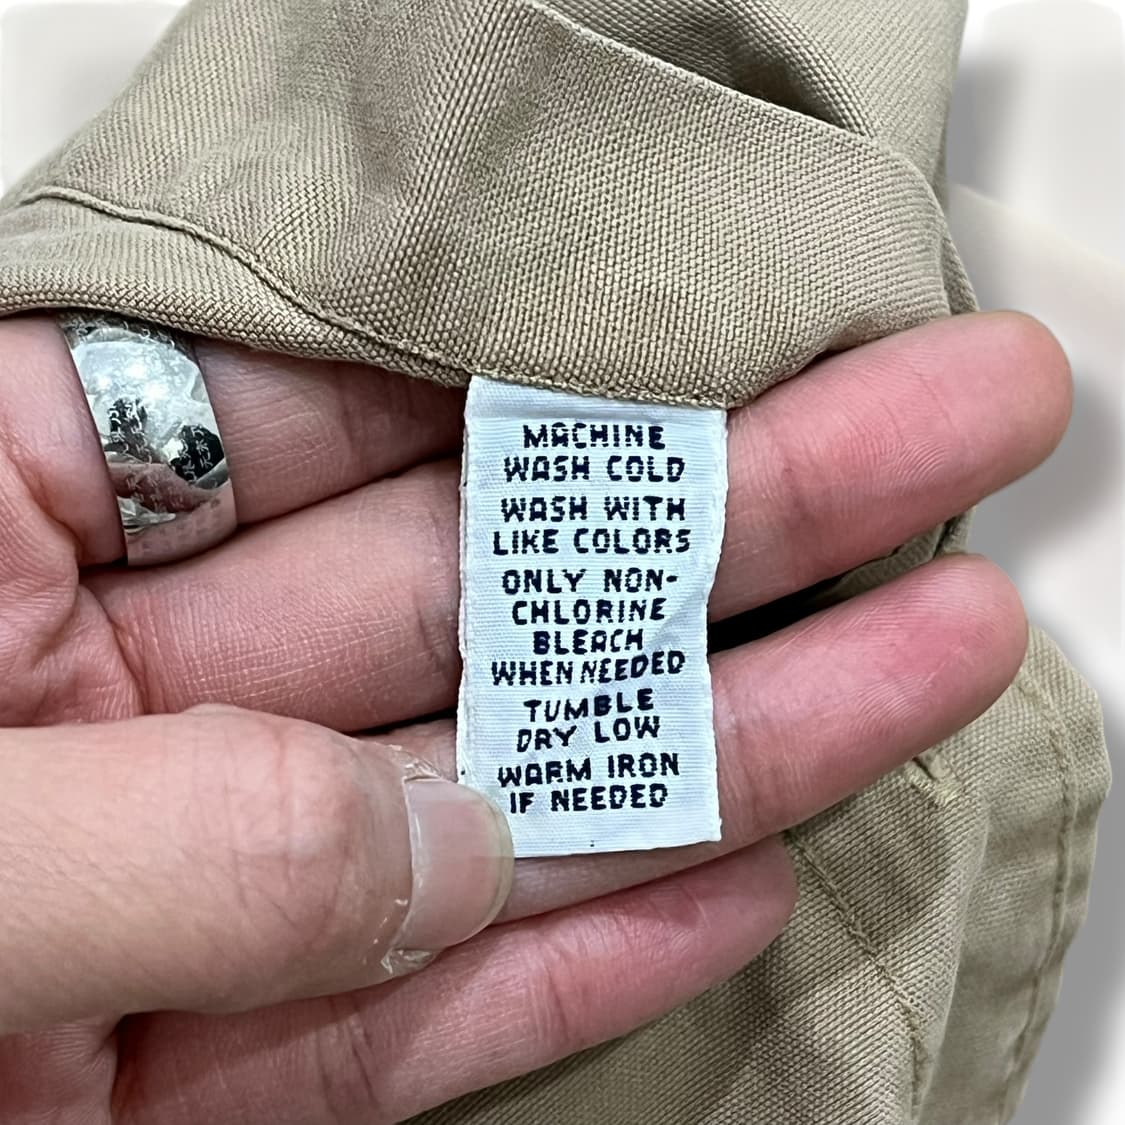 MACHINE
WASH COLD
WASH WITH
LIKE COLORS
ONLY NON-
CHLORINE
BLEACH
WHEN NEEDED
TUMBLE
DRY LOW
WARM IRON
IF NEEDED